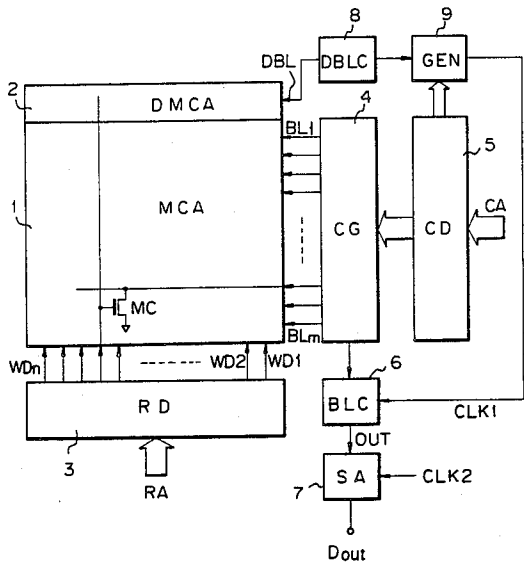 8
9
DBL
DBLC
GEN
2
DMCA
4
BL1
5
1
MCA
CG
CD
CA
MC
BLm
WDn
WD2
WD1
6
RD
BLC
CLK1
3
OUT
RA
7
SA
CLK2
Dout